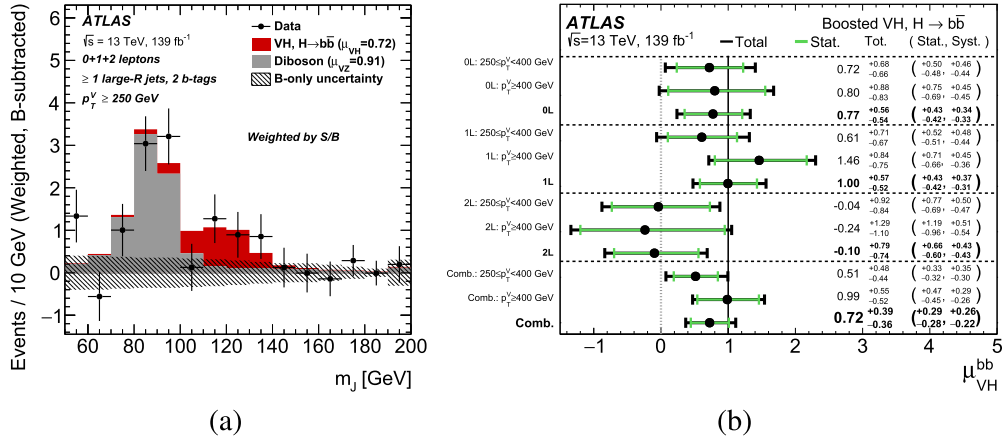 ATLAS
√s = 13 TeV, 139 fb⁻¹
0+1+2 leptons
≥ 1 large-R jets, 2 b-tags
p_T^V ≥ 250 GeV
Data
VH, H→bb̄ (μ_VH=0.72)
Diboson (μ_VZ=0.91)
B-only uncertainty
Weighted by S/B
Events / 10 GeV (Weighted, B-subtracted)
6
5
4
3
2
1
0
−1
60 80 100 120 140 160 180 200
m_J [GeV]
(a)
ATLAS
Boosted VH, H → bb̄
√s=13 TeV, 139 fb⁻¹
Total Stat. Tot. ( Stat., Syst. )
0L: 250≤p_T^V<400 GeV 0.72 +0.68 −0.66 ( +0.50 −0.48 , +0.46 −0.44 )
0L: p_T^V≥400 GeV 0.80 +0.88 −0.83 ( +0.75 −0.69 , +0.45 −0.45 )
0L 0.77 +0.56 −0.54 ( +0.43 −0.42 , +0.34 −0.33 )
1L: 250≤p_T^V<400 GeV 0.61 +0.71 −0.67 ( +0.52 −0.51 , +0.48 −0.44 )
1L: p_T^V≥400 GeV 1.46 +0.84 −0.75 ( +0.71 −0.66 , +0.45 −0.36 )
1L 1.00 +0.57 −0.52 ( +0.43 −0.42 , +0.37 −0.31 )
2L: 250≤p_T^V<400 GeV -0.04 +0.92 −0.84 ( +0.77 −0.69 , +0.50 −0.47 )
2L: p_T^V≥400 GeV -0.24 +1.29 −1.10 ( +1.19 −0.96 , +0.51 −0.54 )
2L -0.10 +0.79 −0.74 ( +0.66 −0.60 , +0.43 −0.43 )
Comb.: 250≤p_T^V<400 GeV 0.51 +0.48 −0.44 ( +0.33 −0.32 , +0.35 −0.30 )
Comb.: p_T^V≥400 GeV 0.99 +0.55 −0.52 ( +0.47 −0.45 , +0.29 −0.26 )
Comb. 0.72 +0.39 −0.36 ( +0.29 −0.28 , +0.26 −0.22 )
−1 0 1 2 3 4 5
μ_VH^bb
(b)